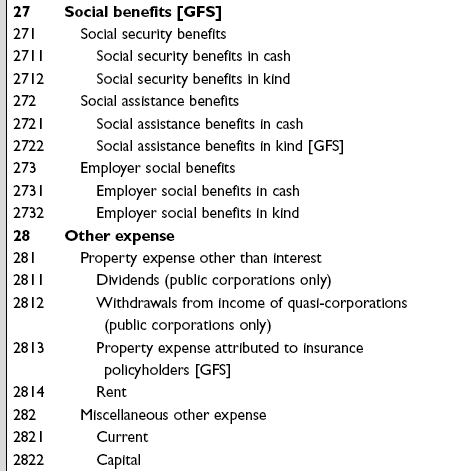 27 Social benefits [GFS]
271 Social security benefits
2711 Social security benefits in cash
2712 Social security benefits in kind
272 Social assistance benefits
2721 Social assistance benefits in cash
2722 Social assistance benefits in kind [GFS]
273 Employer social benefits
2731 Employer social benefits in cash
2732 Employer social benefits in kind
28 Other expense
281 Property expense other than interest
2811 Dividends (public corporations only)
2812 Withdrawals from income of quasi-corporations
(public corporations only)
2813 Property expense attributed to insurance
policyholders [GFS]
2814 Rent
282 Miscellaneous other expense
2821 Current
2822 Capital